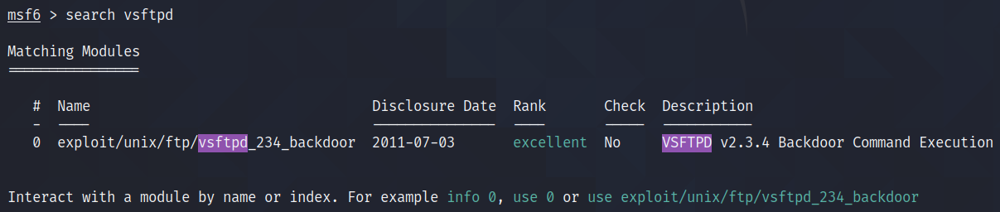 msf6 > search vsftpd
Matching Modules
================
# Name Disclosure Date Rank Check Description
- ---- --------------- ---- ----- -----------
0 exploit/unix/ftp/vsftpd_234_backdoor 2011-07-03 excellent No VSFTPD v2.3.4 Backdoor Command Execution
Interact with a module by name or index. For example info 0, use 0 or use exploit/unix/ftp/vsftpd_234_backdoor